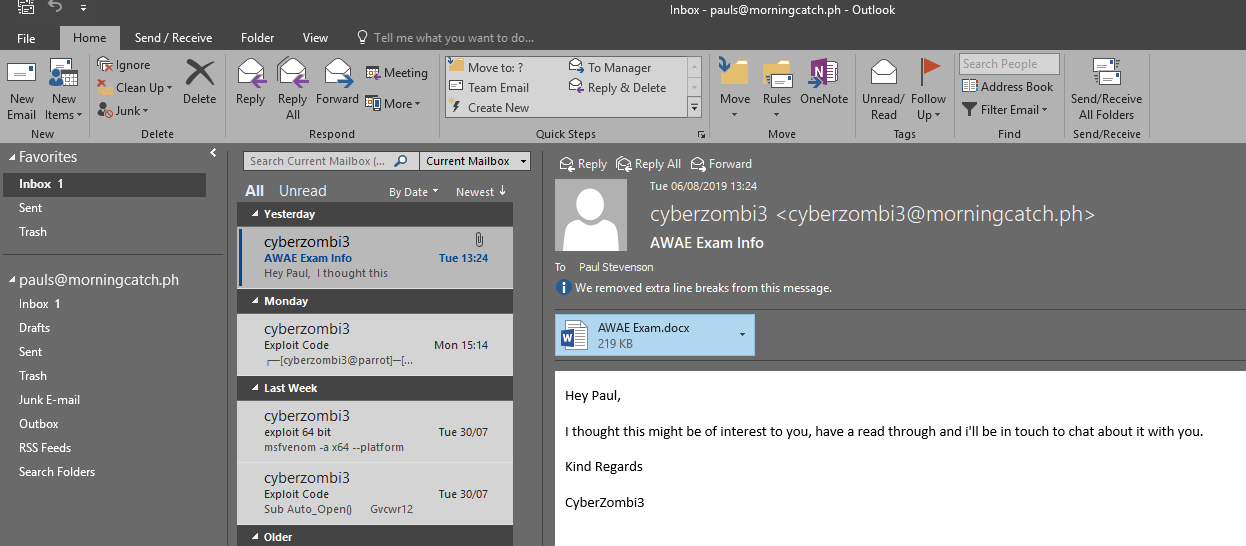 Inbox - pauls@morningcatch.ph - Outlook
File Home Send / Receive Folder View Tell me what you want to do...
New Email
New Items
New
Ignore
Clean Up
Junk
Delete
Delete
Reply
Reply All
Forward
Meeting
More
Respond
Move to: ?
Team Email
Create New
To Manager
Reply & Delete
Quick Steps
Move
Rules
OneNote
Move
Unread/ Read
Follow Up
Tags
Search People
Address Book
Filter Email
Find
Send/Receive All Folders
Send/Receive
Favorites
Inbox 1
Sent
Trash
pauls@morningcatch.ph
Inbox 1
Drafts
Sent
Trash
Junk E-mail
Outbox
RSS Feeds
Search Folders
Search Current Mailbox (... Current Mailbox
All Unread By Date Newest ↓
Yesterday
cyberzombi3
AWAE Exam Info Tue 13:24
Hey Paul, I thought this
Monday
cyberzombi3
Exploit Code Mon 15:14
┌─[cyberzombi3@parrot]─[...
Last Week
cyberzombi3
exploit 64 bit Tue 30/07
msfvenom -a x64 --platform
cyberzombi3
Exploit Code Tue 30/07
Sub Auto_Open() Gvcwr12
Older
Reply Reply All Forward
Tue 06/08/2019 13:24
cyberzombi3 <cyberzombi3@morningcatch.ph>
AWAE Exam Info
To Paul Stevenson
We removed extra line breaks from this message.
AWAE Exam.docx
219 KB
Hey Paul,
I thought this might be of interest to you, have a read through and i'll be in touch to chat about it with you.
Kind Regards
CyberZombi3